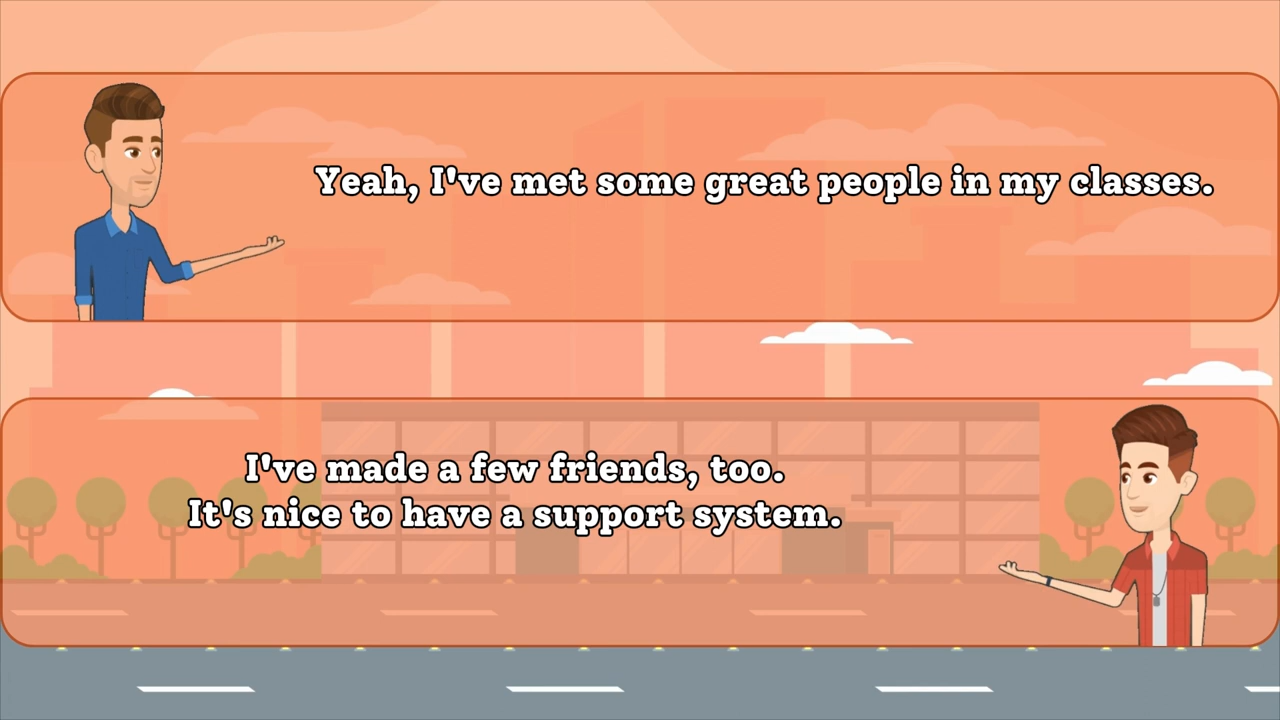 Yeah, I've met some great people in my classes.
I've made a few friends, too.
It's nice to have a support system.